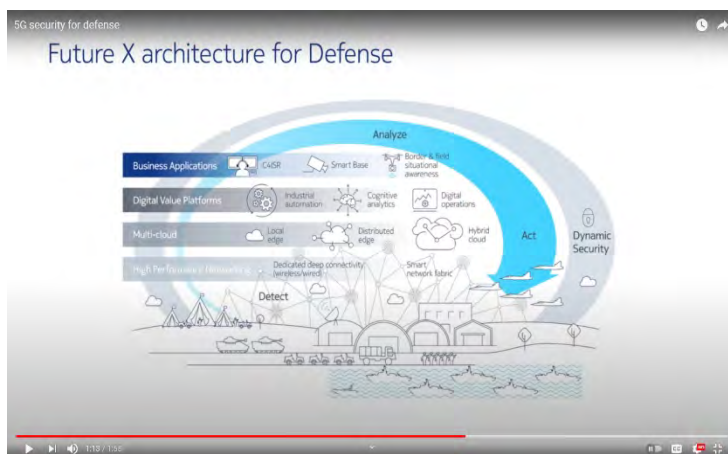 5G security for defense
Future X architecture for Defense
Analyze
Business Applications
C4ISR
Smart Base
Border & field
situational
awareness
Digital Value Platforms
Industrial
automation
Cognitive
analytics
Digital
operations
Multi-cloud
Local
edge
Distributed
edge
Hybrid
cloud
Act
Dynamic
Security
High Performance Networks
Dedicated deep connectivity
(wireless/wired)
Smart
network fabric
Detect
1:13 / 1:58
CC